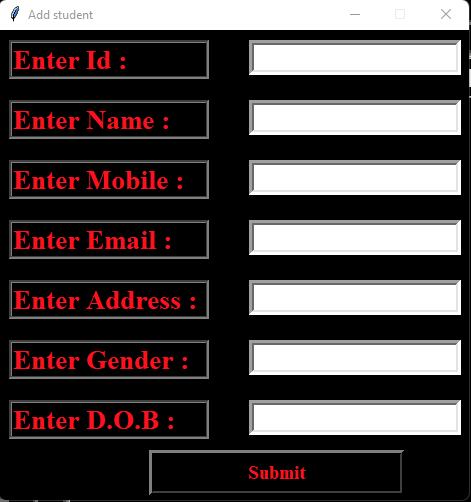 Add student
Enter Id :
Enter Name :
Enter Mobile :
Enter Email :
Enter Address :
Enter Gender :
Enter D.O.B :
Submit